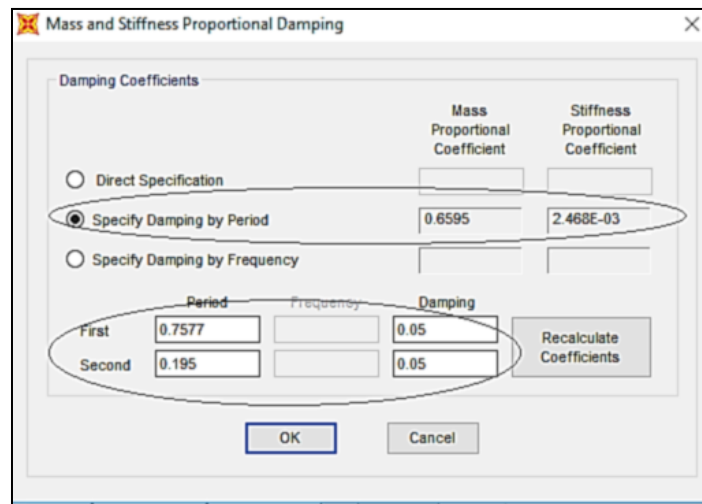 Mass and Stiffness Proportional Damping
Damping Coefficients
Mass Proportional Coefficient
Stiffness Proportional Coefficient
Direct Specification
Specify Damping by Period 0.6595 2.468E-03
Specify Damping by Frequency
Period Frequency Damping
First 0.7577 0.05
Second 0.195 0.05
Recalculate Coefficients
OK Cancel